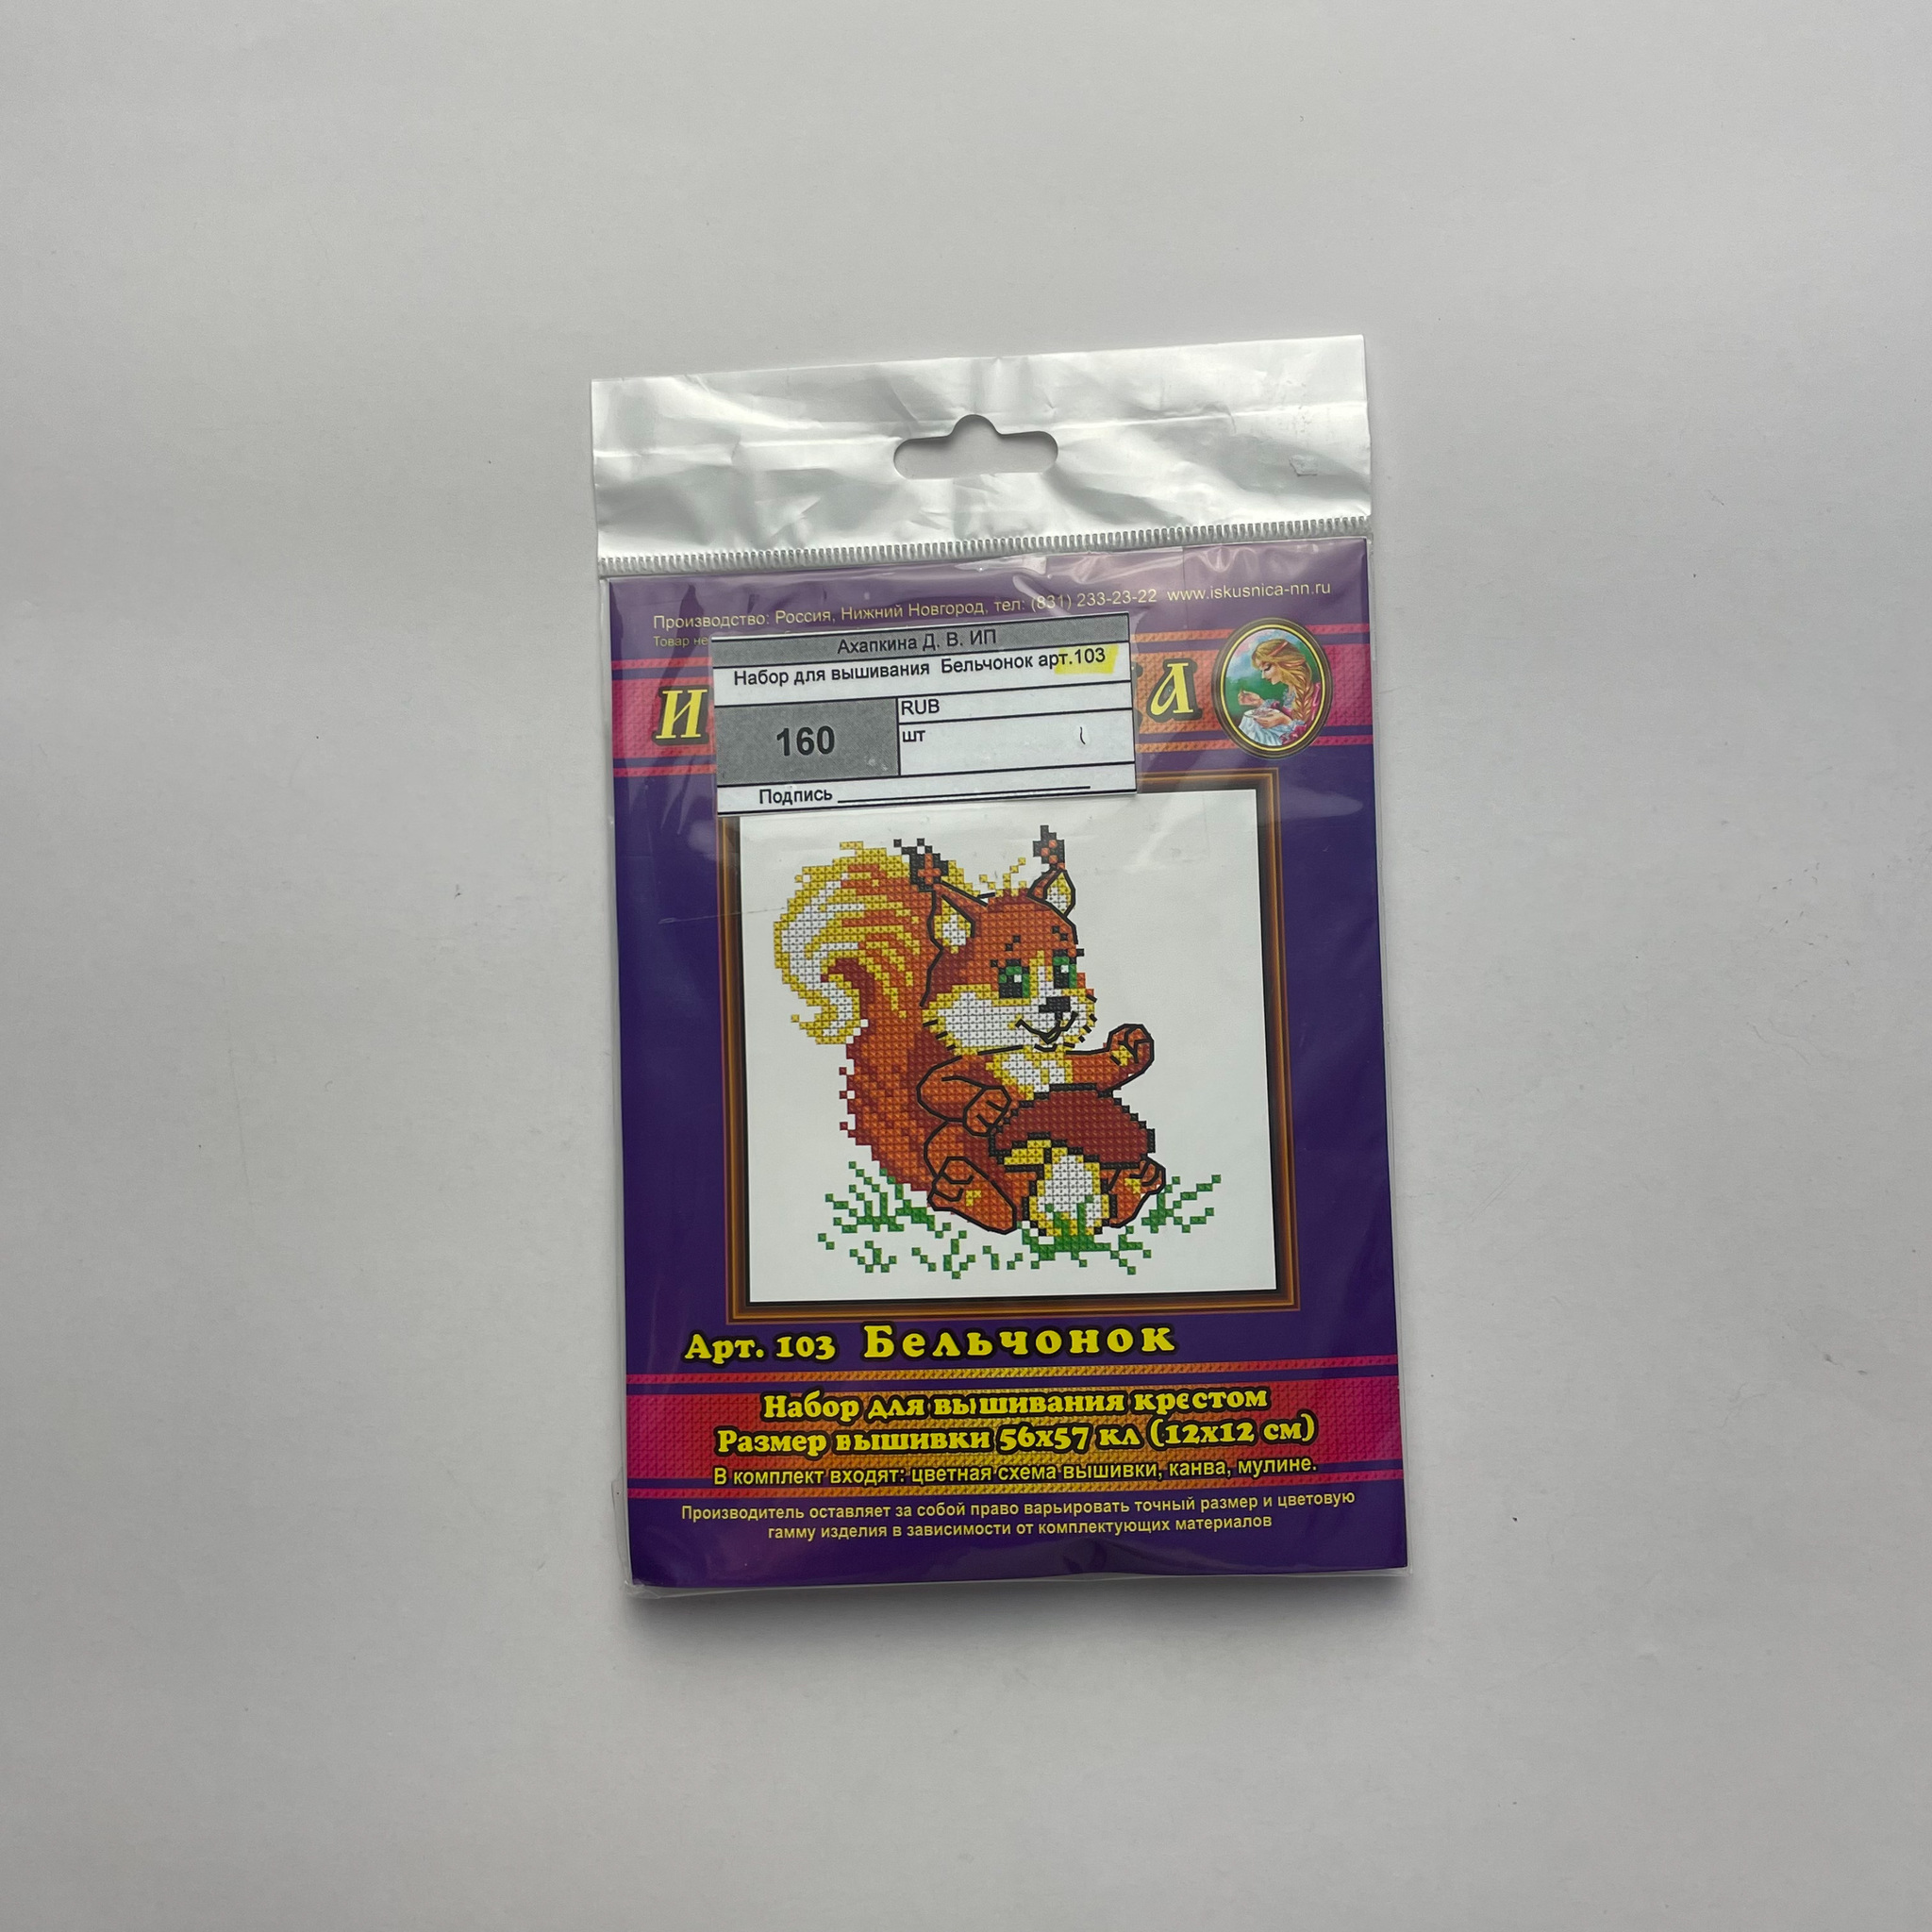 Производство: Россия, Нижний Новгород, тел: (831) 233-23-22 www.iskusnica-nn.ru
Товар не
Ахапкина Д. В. ИП
Набор для вышивания Бельчонок арт.103
160
RUB
шт
Подпись
Арт. 103 Бельчонок
Набор для вышивания крестом
Размер вышивки 56x57 кл (12x12 см)
В комплект входят: цветная схема вышивки, канва, мулине.
Производитель оставляет за собой право варьировать точный размер и цветовую
гамму изделия в зависимости от комплектующих материалов